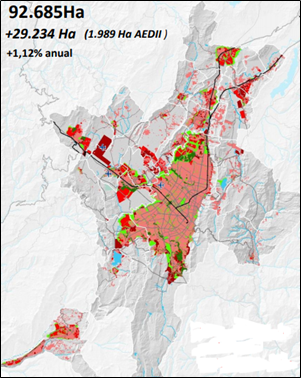 92.685Ha
+29.234 Ha (1.989 Ha AEDII )
+1,12% anual